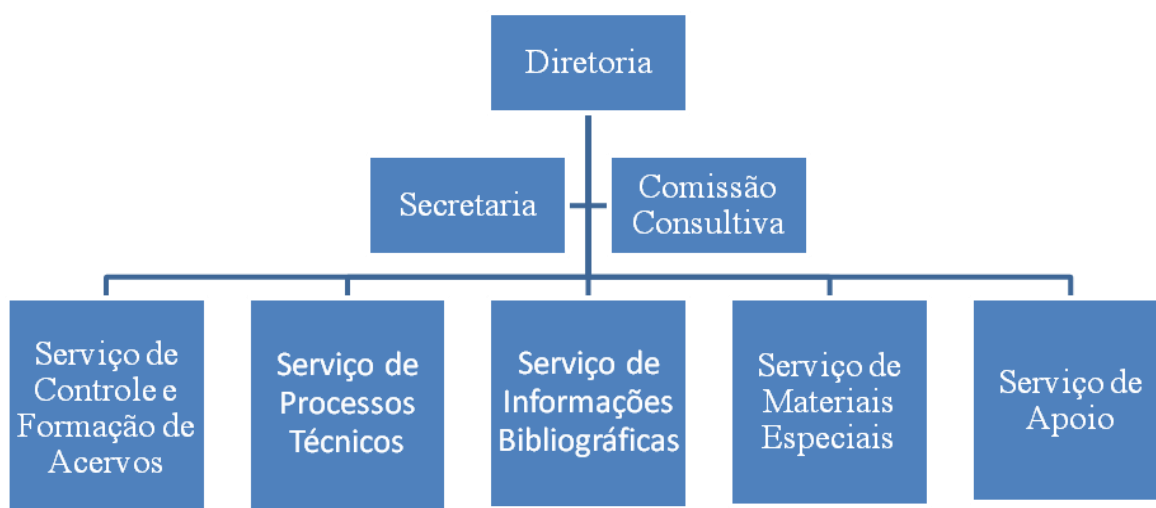 Diretoria
Secretaria
Comissão
Consultiva
Serviço de
Controle e
Formação de
Acervos
Serviço de
Processos
Técnicos
Serviço de
Informações
Bibliográficas
Serviço de
Materiais
Especiais
Serviço de
Apoio